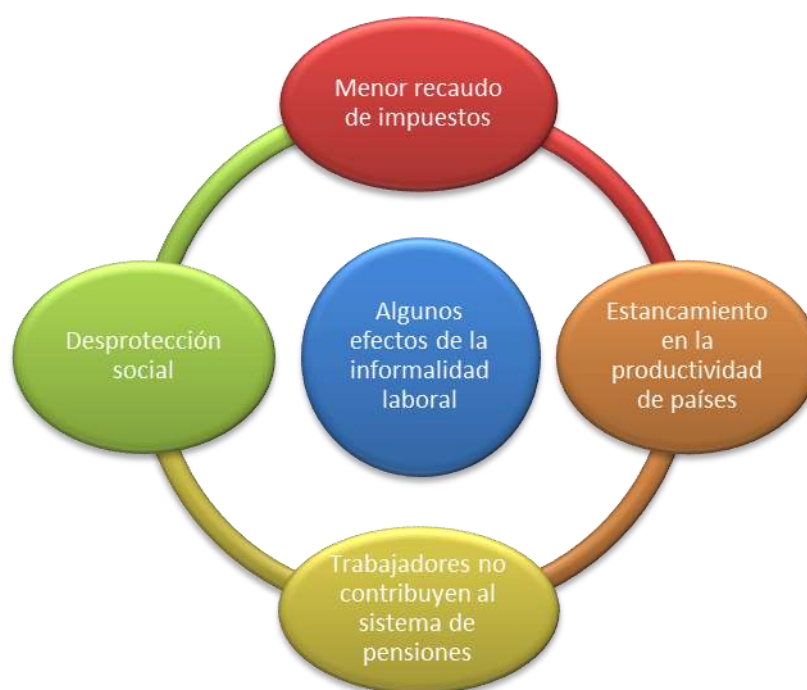 Menor recaudo
de impuestos
Estancamiento
en la
productividad
de países
Trabajadores no
contribuyen al
sistema de
pensiones
Desprotección
social
Algunos
efectos de la
informalidad
laboral